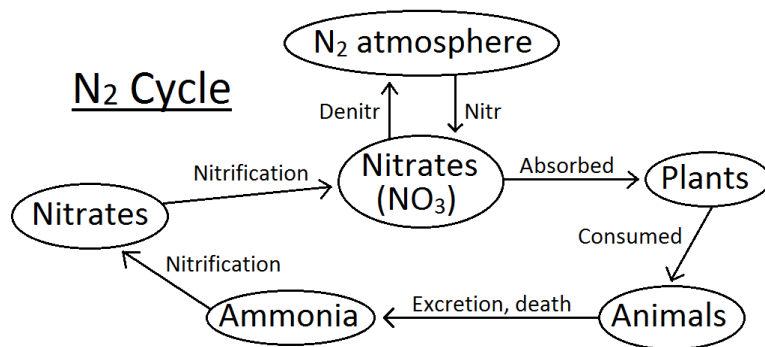 N₂ atmosphere
N₂ Cycle
Denitr
Nitr
Nitrification
Nitrates
(NO₃)
Absorbed
Plants
Nitrates
Consumed
Nitrification
Ammonia
Excretion, death
Animals